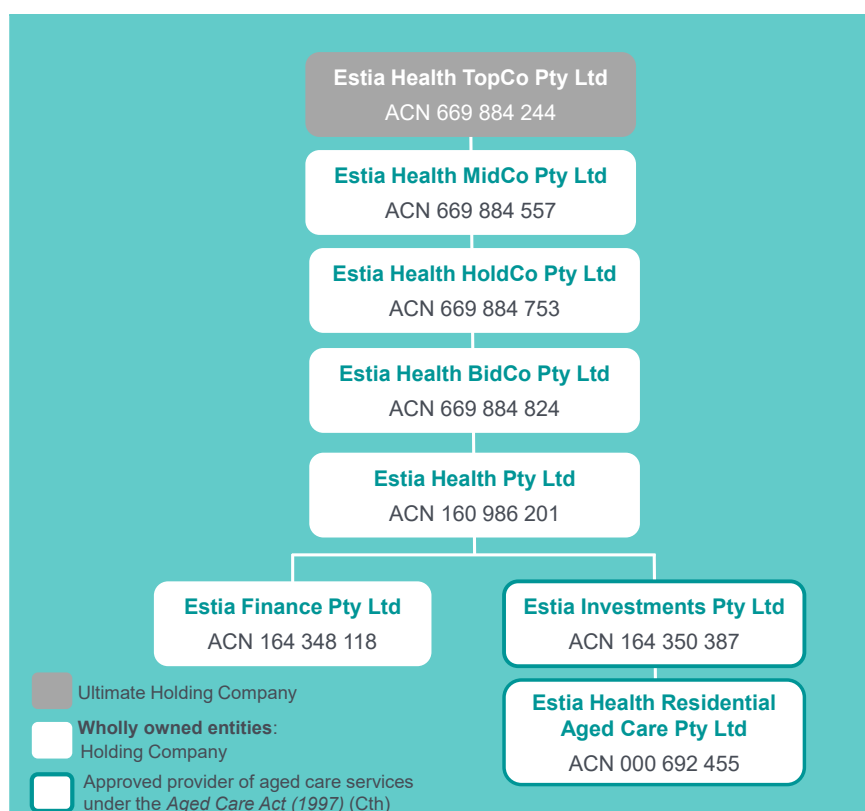 Estia Health TopCo Pty Ltd
ACN 669 884 244
Estia Health MidCo Pty Ltd
ACN 669 884 557
Estia Health HoldCo Pty Ltd
ACN 669 884 753
Estia Health BidCo Pty Ltd
ACN 669 884 824
Estia Health Pty Ltd
ACN 160 986 201
Estia Finance Pty Ltd
ACN 164 348 118
Estia Investments Pty Ltd
ACN 164 350 387
Estia Health Residential
Aged Care Pty Ltd
ACN 000 692 455
Ultimate Holding Company
Wholly owned entities:
Holding Company
Approved provider of aged care services
under the Aged Care Act (1997) (Cth)